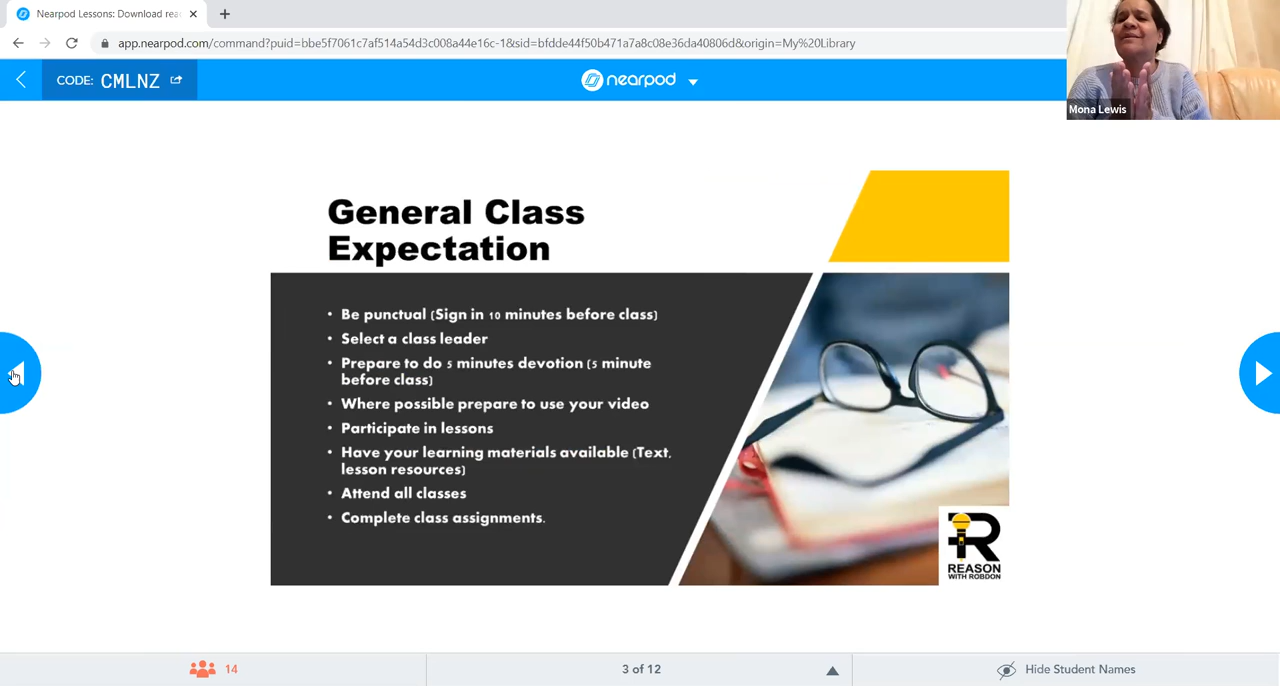 Nearpod Lessons: Download rea
app.nearpod.com/command?puid=bbe5f7061c7af514a54d3c008a44e16c-1&sid=bfdde44f50b471a7a8c08e36da40806d&origin=My%20Library
CODE: CMLNZ
nearpod
Mona Lewis
General Class
Expectation
• Be punctual (Sign in 10 minutes before class)
• Select a class leader
• Prepare to do 5 minutes devotion (5 minute
before class)
• Where possible prepare to use your video
• Participate in lessons
• Have your learning materials available (Text,
lesson resources)
• Attend all classes
• Complete class assignments.
R
REASON
WITH ROBDON
14
3 of 12
Hide Student Names